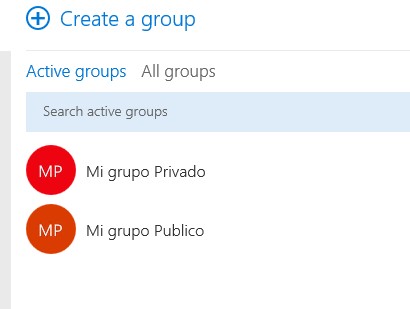 Create a group
Active groups All groups
Search active groups
MP Mi grupo Privado
MP Mi grupo Publico